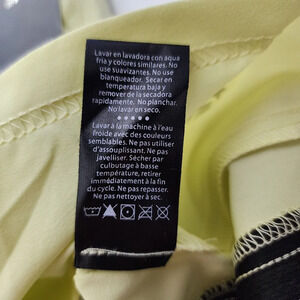 Lavar en lavadora con agua
fría y colores similares. No
use suavizantes. No use
blanqueador. Secar en
temperatura baja y
remover de la secadora
rapidamente. No planchar.
No lavar en seco.
Lavar à la machine à l'eau
froide avec des couleurs
semblables. Ne pas utiliser
d'assouplissant. Ne pas
javelliser. Sécher par
culbutage à basse
température, retirer
immédiatement à la fin
du cycle. Ne pas repasser.
Ne pas nettoyer à sec.